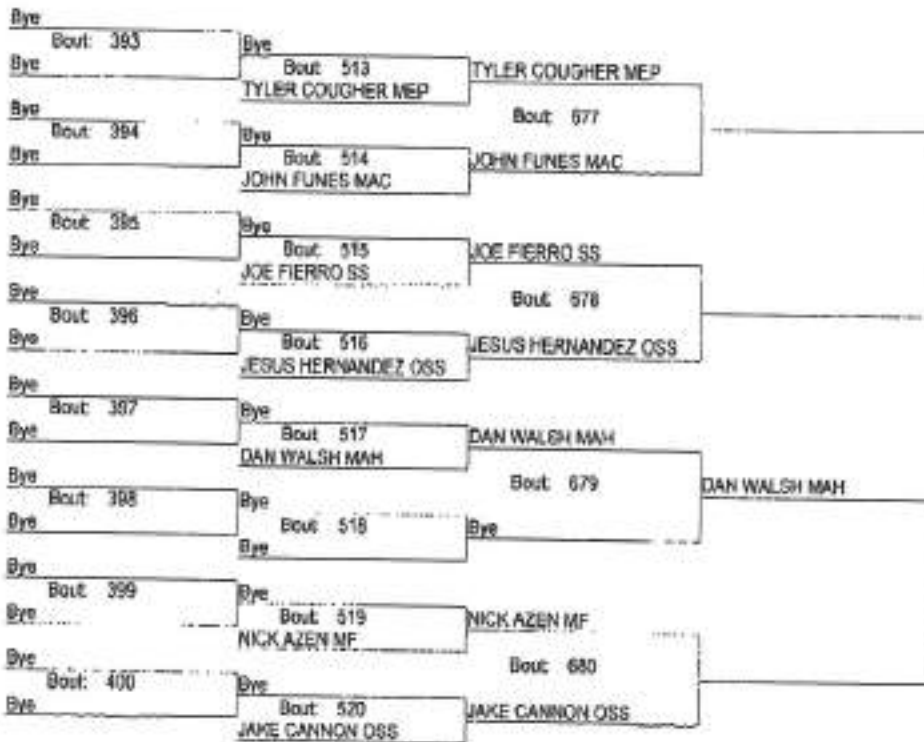 Bye
Bout: 393
Bye
Bye
Bout 513
TYLER COUGHER MEP
TYLER COUGHER MEP
Bout 677
Bye
Bout: 394
Bye
Bye
Bout 514
JOHN FUNES MAC
JOHN FUNES MAC
Bye
Bout 395
Bye
Bye
Bout 515
JOE FIERRO SS
JOE FIERRO SS
Bout 678
Bye
Bout 396
Bye
Bye
Bout 516
JESUS HERNANDEZ OSS
JESUS HERNANDEZ OSS
Bye
Bout 397
Bye
Bye
Bout 517
DAN WALSH MAH
DAN WALSH MAH
Bout 679
DAN WALSH MAH
Bye
Bout 398
Bye
Bye
Bout 518
Bye
Bye
Bye
Bout 399
Bye
Bye
Bout 519
NICK AZEN MF
NICK AZEN MF
Bout 680
Bye
Bout: 400
Bye
Bye
Bout 520
JAKE CANNON OSS
JAKE CANNON OSS